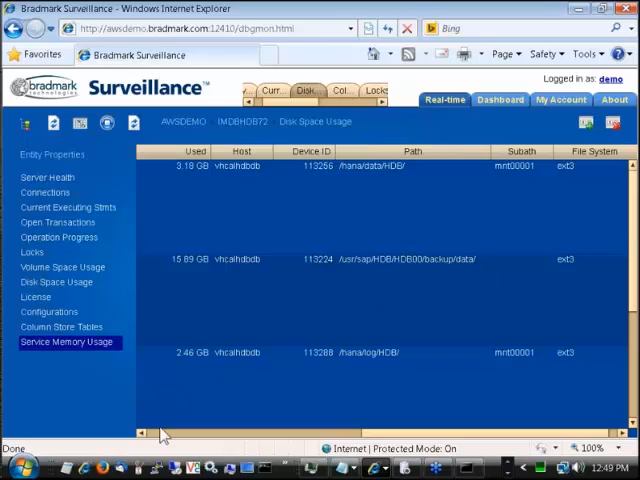 Bradmark Surveillance - Windows Internet Explorer
http://awsdemo.bradmark.com:12410/dbgmon.html
Bing
Favorites
Bradmark Surveillance
Page
Safety
Tools
bradmark
technologies
Surveillance™
Curr...
Disk...
Col...
Locks
Logged in as: demo
Real-time
Dashboard
My Account
About
AWSDEMO
IMDBHDB72
Disk Space Usage
Entity Properties
Server Health
Connections
Current Executing Stmts
Open Transactions
Operation Progress
Locks
Volume Space Usage
Disk Space Usage
License
Configurations
Column Store Tables
Service Memory Usage
Used Host Device ID Path Subath File System
3.18 GB vhcalhdbdb 113256 /hana/data/HDB/ mnt00001 ext3
15.89 GB vhcalhdbdb 113224 /usr/sap/HDB/HDB00/backup/data/ ext3
2.46 GB vhcalhdbdb 113288 /hana/log/HDB/ mnt00001 ext3
Done
Internet | Protected Mode: On
100%
12:49 PM